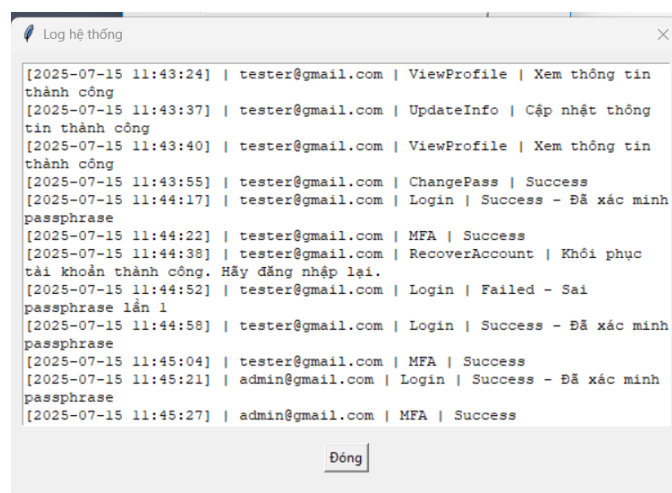 Log hệ thống
[2025-07-15 11:43:24] | tester@gmail.com | ViewProfile | Xem thông tin
thành công
[2025-07-15 11:43:37] | tester@gmail.com | UpdateInfo | Cập nhật thông
tin thành công
[2025-07-15 11:43:40] | tester@gmail.com | ViewProfile | Xem thông tin
thành công
[2025-07-15 11:43:55] | tester@gmail.com | ChangePass | Success
[2025-07-15 11:44:17] | tester@gmail.com | Login | Success - Đã xác minh
passphrase
[2025-07-15 11:44:22] | tester@gmail.com | MFA | Success
[2025-07-15 11:44:38] | tester@gmail.com | RecoverAccount | Khôi phục
tài khoản thành công. Hãy đăng nhập lại.
[2025-07-15 11:44:52] | tester@gmail.com | Login | Failed - Sai
passphrase lần 1
[2025-07-15 11:44:58] | tester@gmail.com | Login | Success - Đã xác minh
passphrase
[2025-07-15 11:45:04] | tester@gmail.com | MFA | Success
[2025-07-15 11:45:21] | admin@gmail.com | Login | Success - Đã xác minh
passphrase
[2025-07-15 11:45:27] | admin@gmail.com | MFA | Success
Đóng